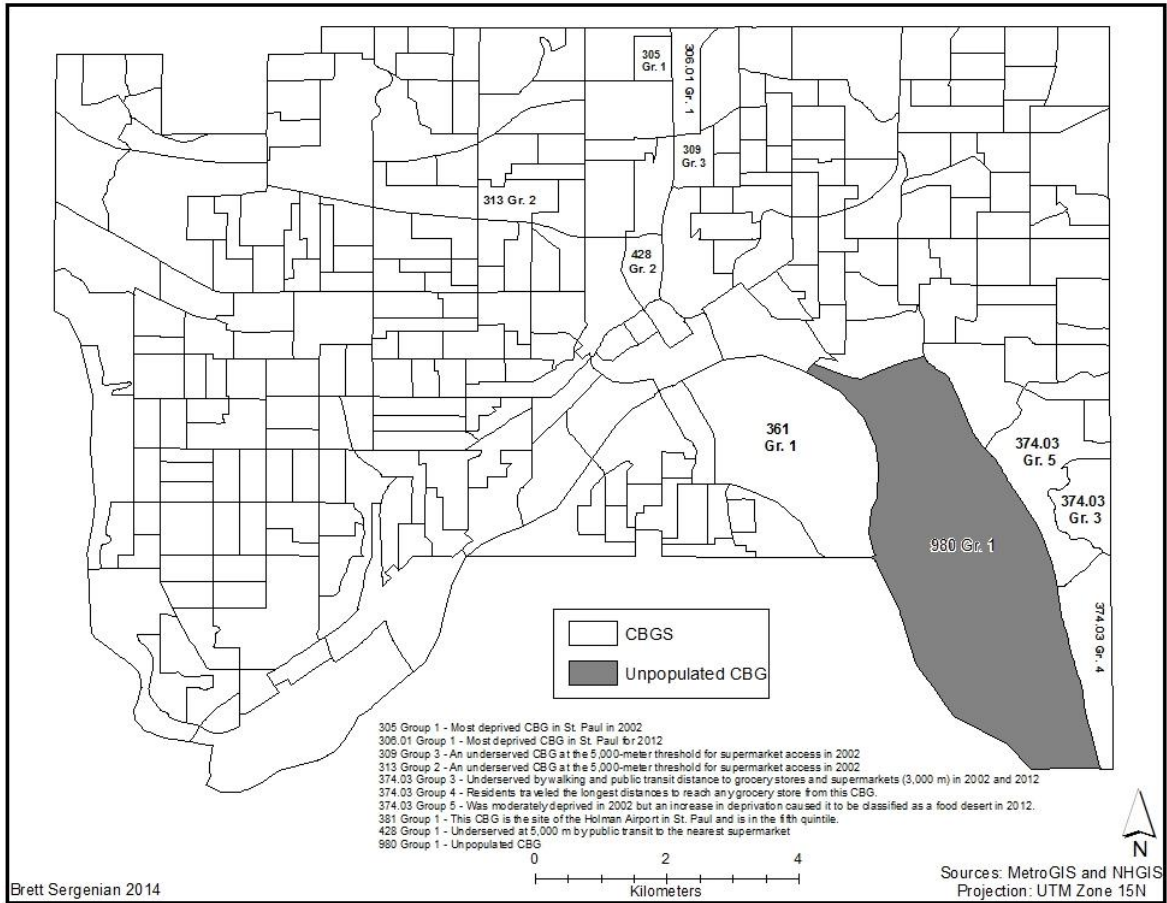 305
Gr. 1
306.01 Gr. 1
309
Gr. 3
313 Gr. 2
428
Gr. 2
361
Gr. 1
374.03
Gr. 5
374.03
Gr. 3
980 Gr. 1
374.03 Gr. 4
CBGS
Unpopulated CBG
305 Group 1 - Most deprived CBG in St. Paul in 2002
306.01 Group 1 - Most deprived CBG in St. Paul for 2012
309 Group 3 - An underserved CBG at the 5,000-meter threshold for supermarket access in 2002
313 Group 2 - An underserved CBG at the 5,000-meter threshold for supermarket access in 2002
374.03 Group 3 - Underserved by walking and public transit distance to grocery stores and supermarkets (3,000 m) in 2002 and 2012
374.03 Group 4 - Residents traveled the longest distances to reach any grocery store from this CBG.
374.03 Group 5 - Was moderately deprived in 2002 but an increase in deprivation caused it to be classified as a food desert in 2012.
381 Group 1 - This CBG is the site of the Holman Airport in St. Paul and is in the fifth quintile.
428 Group 1 - Underserved at 5,000 m by public transit to the nearest supermarket
980 Group 1 - Unpopulated CBG
0 2 4
Kilometers
N
Brett Sergenian 2014
Sources: MetroGIS and NHGIS
Projection: UTM Zone 15N